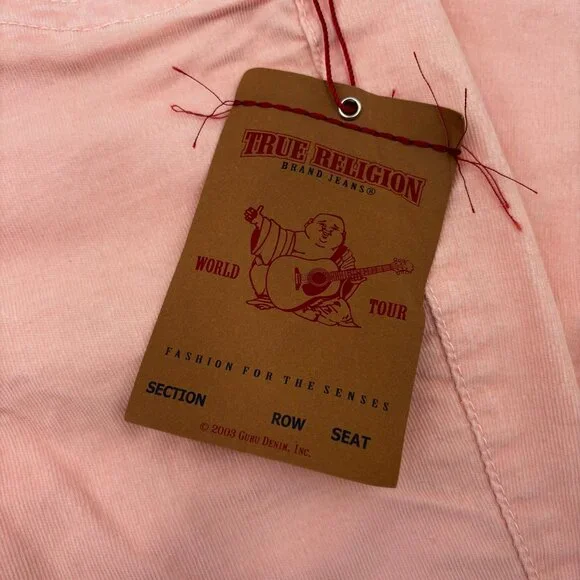 TRUE RELIGION
BRAND JEANS®
WORLD TOUR
FASHION FOR THE SENSES
SECTION ROW SEAT
© 2003 GURU DENIM, INC.